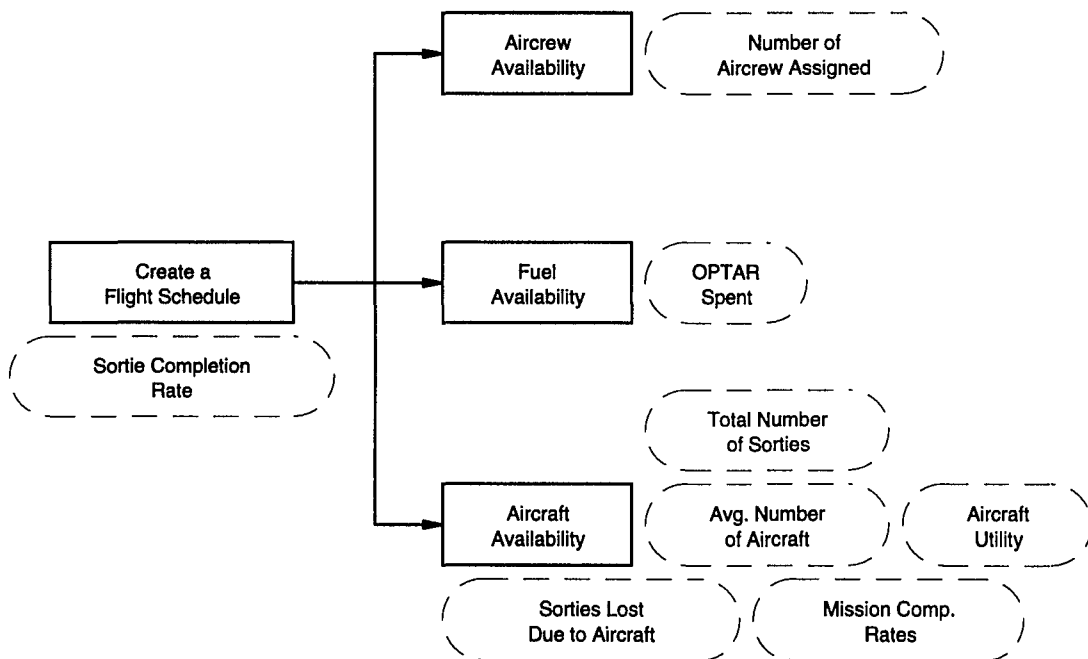 Aircrew
Availability
Number of
Aircrew Assigned
Create a
Flight Schedule
Fuel
Availability
OPTAR
Spent
Sortie Completion
Rate
Total Number
of Sorties
Aircraft
Availability
Avg. Number
of Aircraft
Aircraft
Utility
Sorties Lost
Due to Aircraft
Mission Comp.
Rates